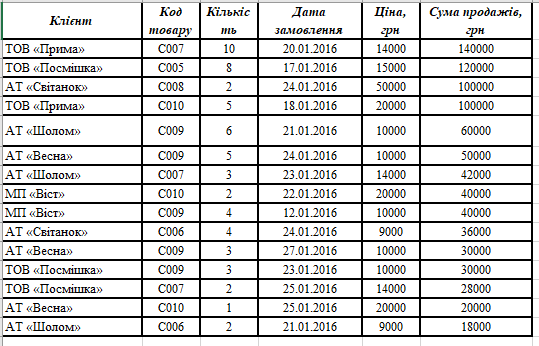 Клієнт Код товару Кількіс ть Дата замовлення Ціна, грн Сума продажів, грн
ТОВ «Прима» С007 10 20.01.2016 14000 140000
ТОВ «Посмішка» С005 8 17.01.2016 15000 120000
АТ «Світанок» С008 2 24.01.2016 50000 100000
ТОВ «Прима» С010 5 18.01.2016 20000 100000
АТ «Шолом» С009 6 21.01.2016 10000 60000
АТ «Весна» С009 5 24.01.2016 10000 50000
АТ «Шолом» С007 3 23.01.2016 14000 42000
МП «Віст» С010 2 22.01.2016 20000 40000
МП «Віст» С009 4 12.01.2016 10000 40000
АТ «Світанок» С006 4 24.01.2016 9000 36000
АТ «Весна» С009 3 27.01.2016 10000 30000
ТОВ «Посмішка» С009 3 23.01.2016 10000 30000
ТОВ «Посмішка» С007 2 25.01.2016 14000 28000
АТ «Весна» С010 1 25.01.2016 20000 20000
АТ «Шолом» С006 2 21.01.2016 9000 18000